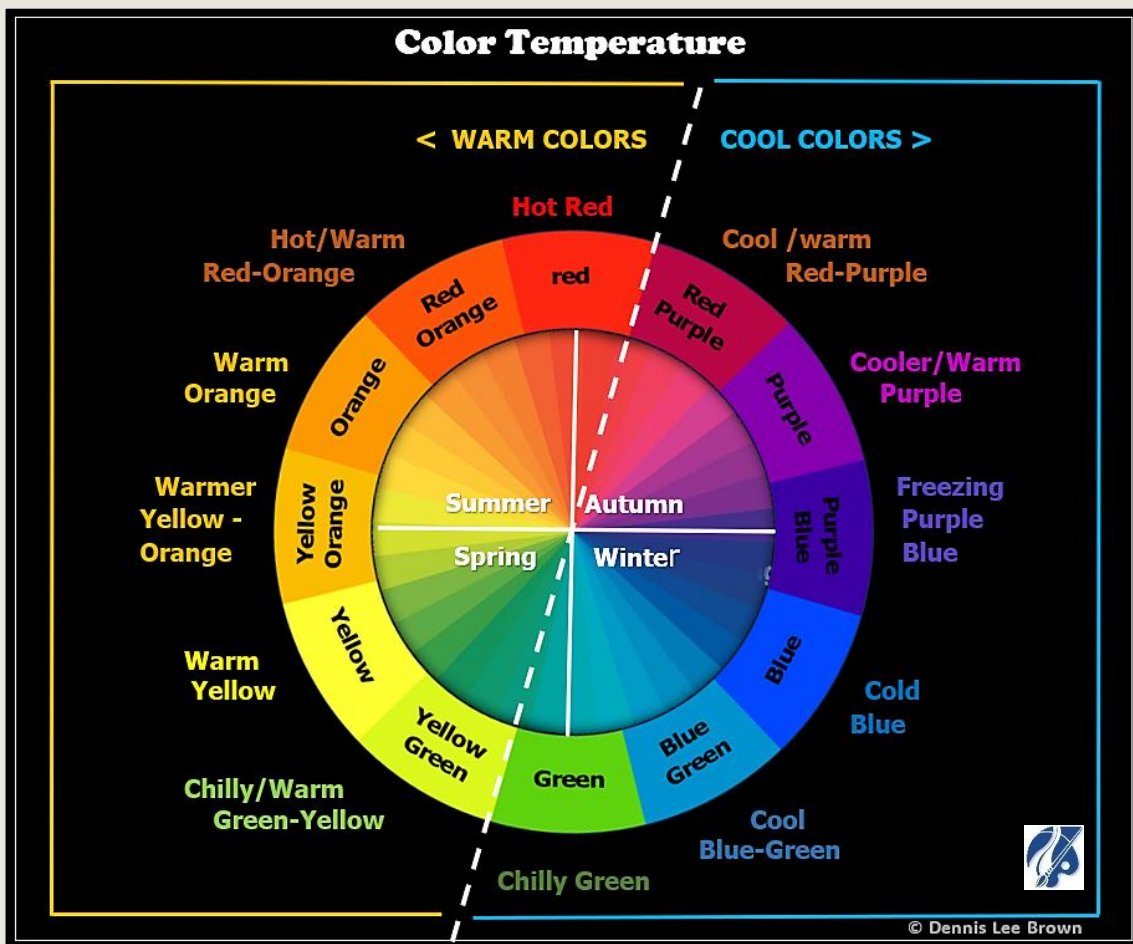 Color Temperature
< WARM COLORS
COOL COLORS >
Hot Red
Hot/Warm
Red-Orange
Cool /warm
Red-Purple
Warm
Orange
Cooler/Warm
Purple
Warmer
Yellow -
Orange
Freezing
Purple
Blue
Warm
Yellow
Cold
Blue
Chilly/Warm
Green-Yellow
Cool
Blue-Green
Chilly Green
red
Red
Purple
Purple
Purple
Blue
Blue
Blue
Green
Green
Yellow
Green
Yellow
Yellow
Orange
Orange
Red
Orange
Summer
Autumn
Spring
Winter
© Dennis Lee Brown